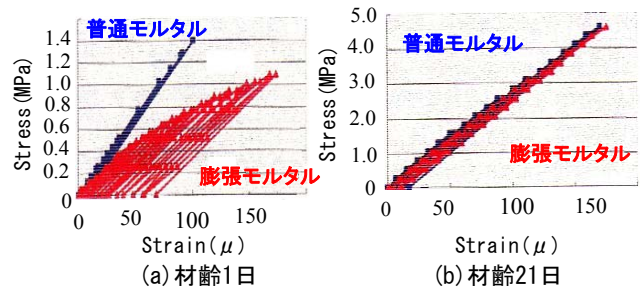 普通モルタル
膨張モルタル
Stress(MPa)
1.4
1.2
1.0
0.8
0.6
0.4
0.2
0
0 50 100 150
Strain(μ)
(a)材齢1日
普通モルタル
膨張モルタル
Stress(MPa)
5.0
4.0
3.0
2.0
1.0
0
0 50 100 150
Strain(μ)
(b)材齢21日